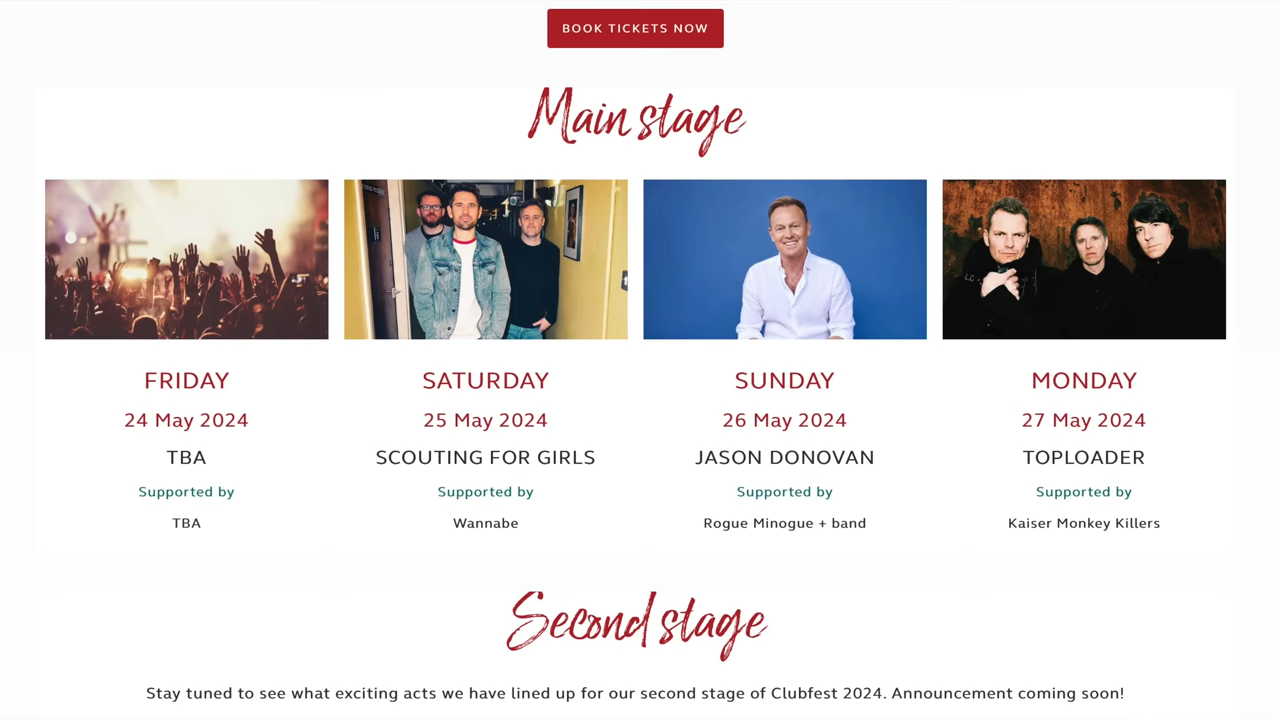 BOOK TICKETS NOW
Main stage
FRIDAY
24 May 2024
TBA
Supported by
TBA
SATURDAY
25 May 2024
SCOUTING FOR GIRLS
Supported by
Wannabe
SUNDAY
26 May 2024
JASON DONOVAN
Supported by
Rogue Minogue + band
MONDAY
27 May 2024
TOPLOADER
Supported by
Kaiser Monkey Killers
Second stage
Stay tuned to see what exciting acts we have lined up for our second stage of Clubfest 2024. Announcement coming soon!